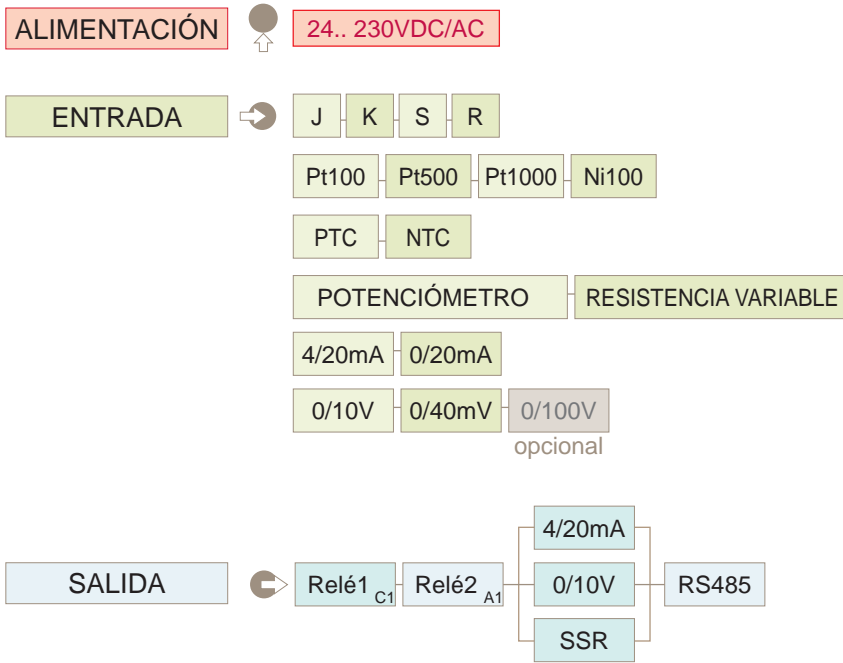 ALIMENTACIÓN 24.. 230VDC/AC
ENTRADA J K S R
Pt100 Pt500 Pt1000 Ni100
PTC NTC
POTENCIÓMETRO RESISTENCIA VARIABLE
4/20mA 0/20mA
0/10V 0/40mV 0/100V
opcional
4/20mA
SALIDA Relé1 C1 Relé2 A1 0/10V RS485
SSR